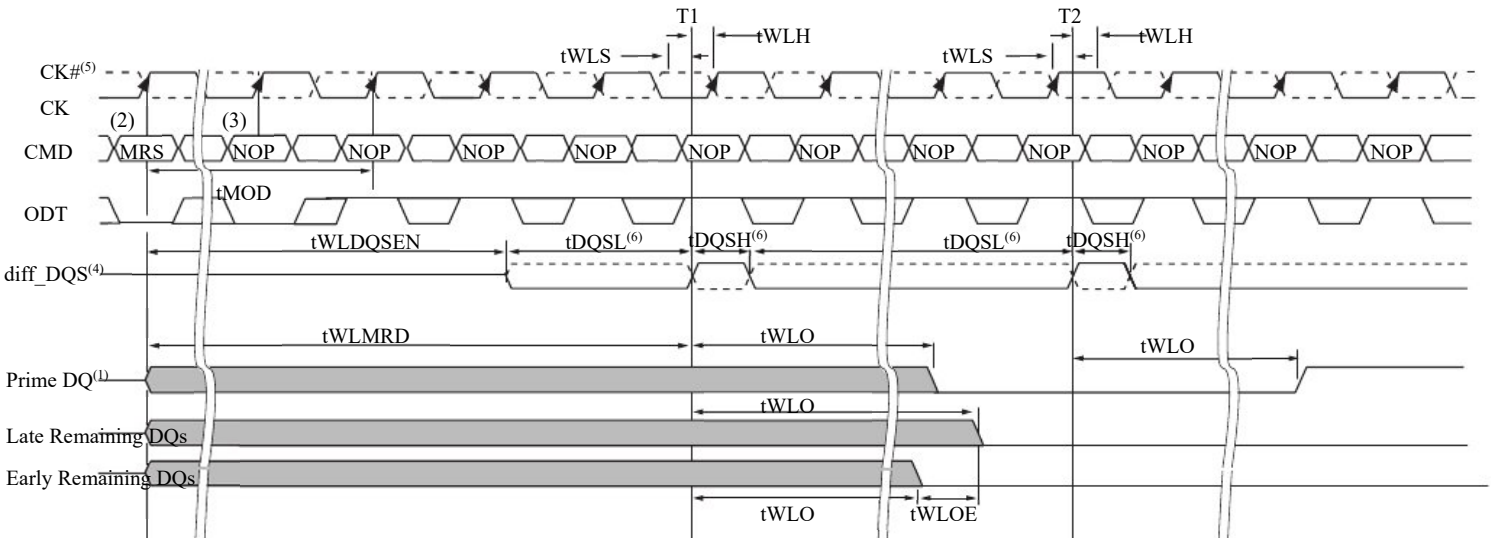 T1 T2
tWLH tWLH
tWLS tWLS
CK#(5)
CK
(2) (3)
CMD MRS NOP NOP NOP NOP NOP NOP NOP NOP NOP NOP NOP
tMOD
ODT
tWLDQSEN tDQSL(6) tDQSH(6) tDQSL(6) tDQSH(6)
diff_DQS(4)
tWLMRD tWLO
tWLO
Prime DQ(1)
tWLO
Late Remaining DQs
Early Remaining DQs
tWLO tWLOE